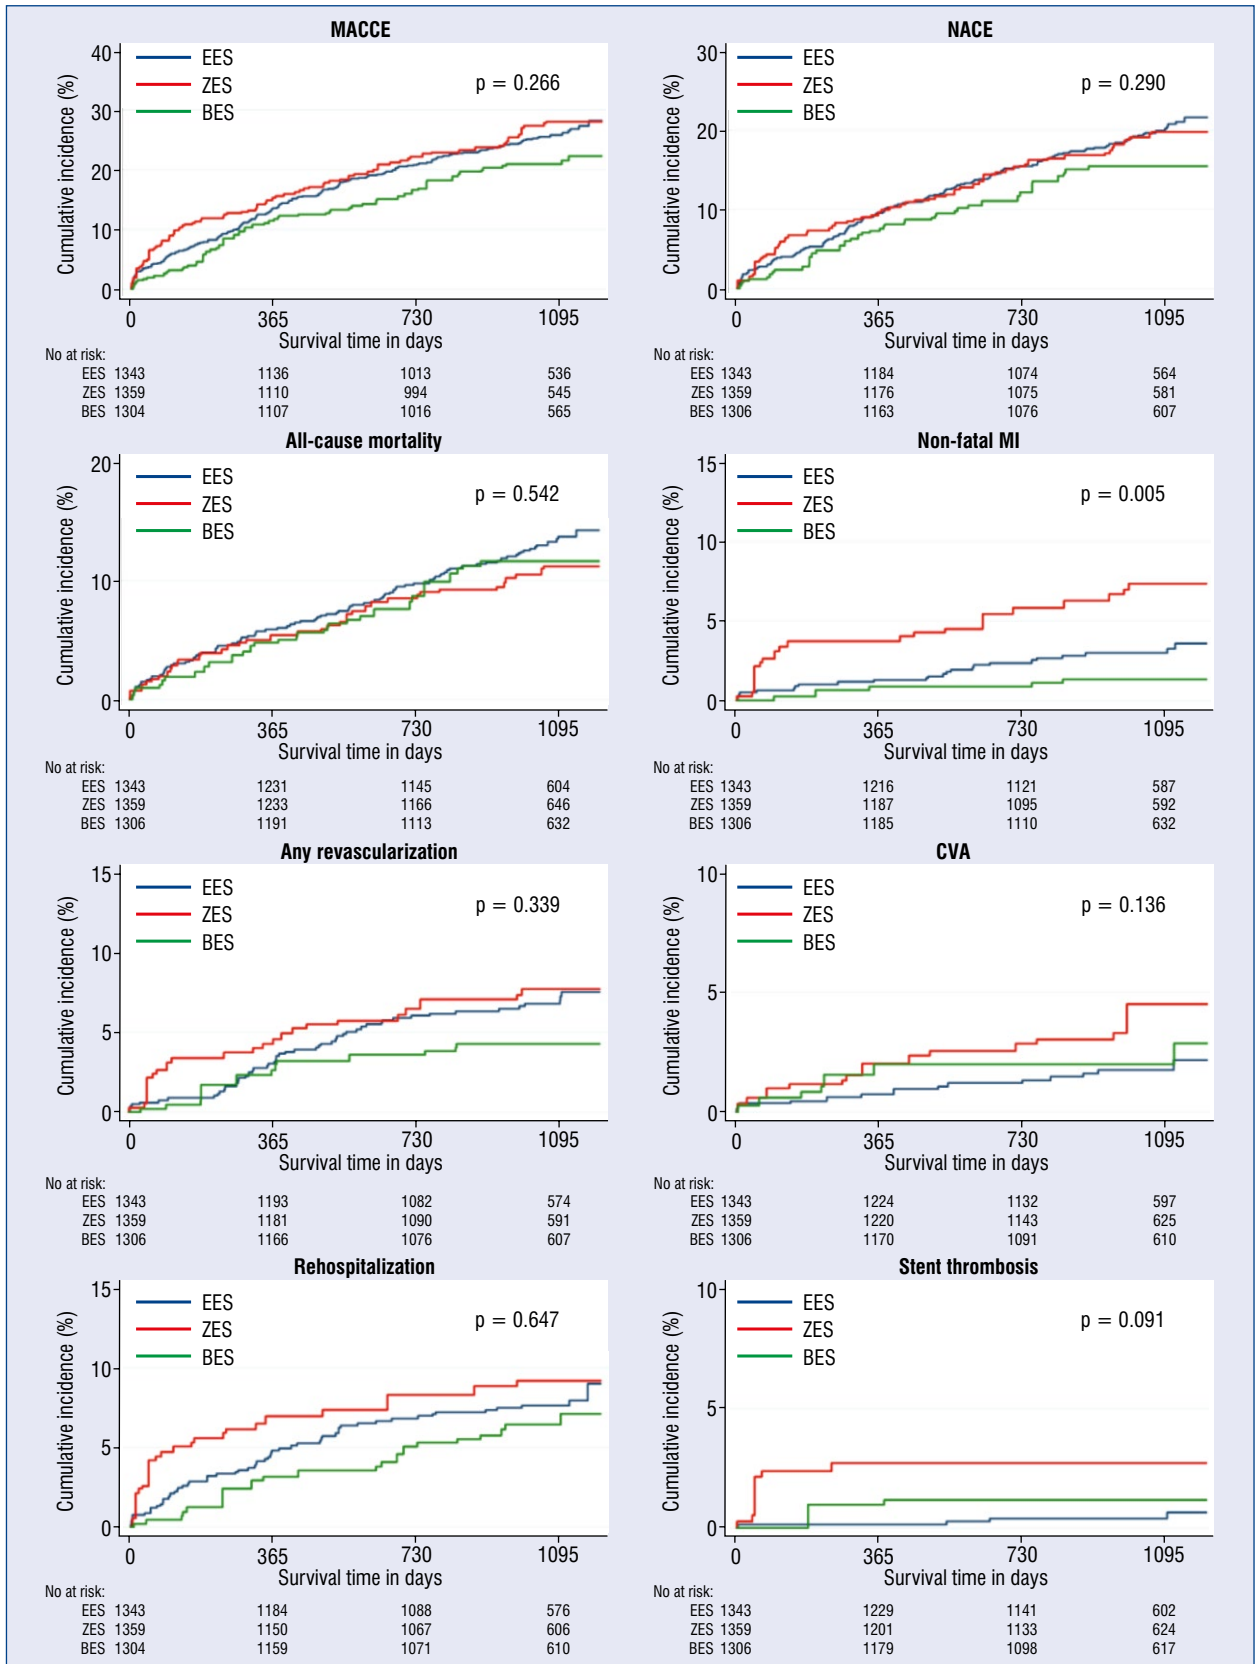 MACCE
Cumulative incidence (%)
40
30
20
10
0
EES
ZES
BES
p = 0.266
0 365 730 1095
Survival time in days
No at risk:
EES 1343 1136 1013 536
ZES 1359 1110 994 545
BES 1304 1107 1016 565
NACE
Cumulative incidence (%)
30
20
10
0
EES
ZES
BES
p = 0.290
0 365 730 1095
Survival time in days
No at risk:
EES 1343 1184 1074 564
ZES 1359 1176 1075 581
BES 1306 1163 1076 607
All-cause mortality
Cumulative incidence (%)
20
10
0
EES
ZES
BES
p = 0.542
0 365 730 1095
Survival time in days
No at risk:
EES 1343 1231 1145 604
ZES 1359 1233 1166 646
BES 1306 1191 1113 632
Non-fatal MI
Cumulative incidence (%)
15
10
5
0
EES
ZES
BES
p = 0.005
0 365 730 1095
Survival time in days
No at risk:
EES 1343 1216 1121 587
ZES 1359 1187 1095 592
BES 1306 1185 1110 632
Any revascularization
Cumulative incidence (%)
15
10
5
0
EES
ZES
BES
p = 0.339
0 365 730 1095
Survival time in days
No at risk:
EES 1343 1193 1082 574
ZES 1359 1181 1090 591
BES 1306 1166 1076 607
CVA
Cumulative incidence (%)
10
5
0
EES
ZES
BES
p = 0.136
0 365 730 1095
Survival time in days
No at risk:
EES 1343 1224 1132 597
ZES 1359 1220 1143 625
BES 1306 1170 1091 610
Rehospitalization
Cumulative incidence (%)
15
10
5
0
EES
ZES
BES
p = 0.647
0 365 730 1095
Survival time in days
No at risk:
EES 1343 1184 1088 576
ZES 1359 1150 1067 606
BES 1304 1159 1071 610
Stent thrombosis
Cumulative incidence (%)
10
5
0
EES
ZES
BES
p = 0.091
0 365 730 1095
Survival time in days
No at risk:
EES 1343 1229 1141 602
ZES 1359 1201 1133 624
BES 1306 1179 1098 617